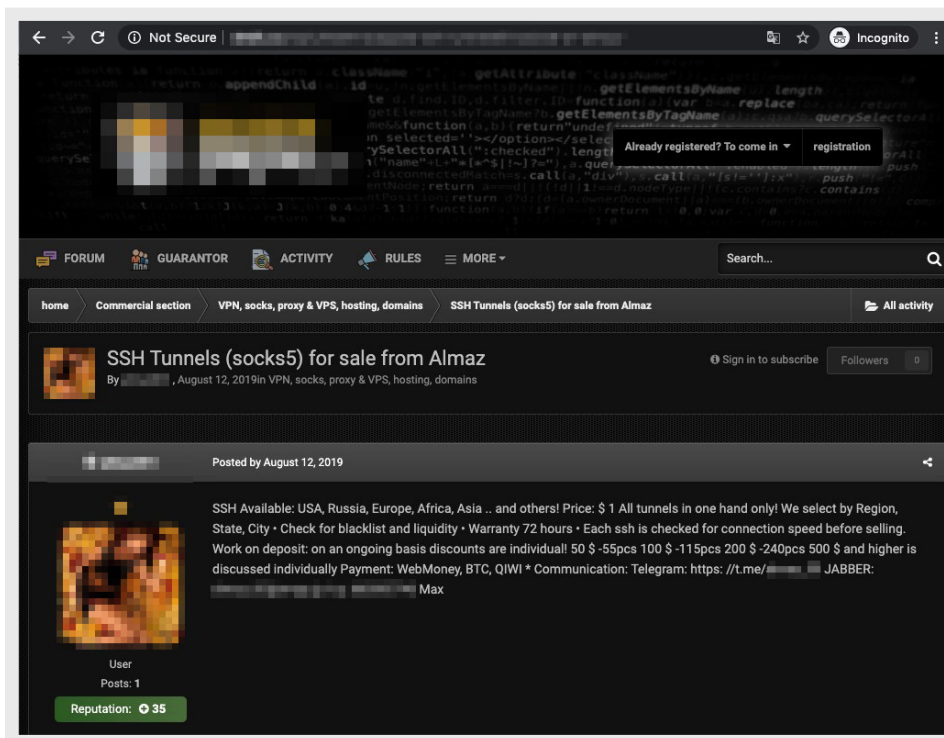 Not Secure
Incognito
Already registered? To come in
registration
FORUM
GUARANTOR
ACTIVITY
RULES
MORE
Search...
home
Commercial section
VPN, socks, proxy & VPS, hosting, domains
SSH Tunnels (socks5) for sale from Almaz
All activity
SSH Tunnels (socks5) for sale from Almaz
By , August 12, 2019in VPN, socks, proxy & VPS, hosting, domains
Sign in to subscribe
Followers 0
Posted by August 12, 2019
SSH Available: USA, Russia, Europe, Africa, Asia .. and others! Price: $ 1 All tunnels in one hand only! We select by Region,
State, City • Check for blacklist and liquidity • Warranty 72 hours • Each ssh is checked for connection speed before selling.
Work on deposit: on an ongoing basis discounts are individual! 50 $ -55pcs 100 $ -115pcs 200 $ -240pcs 500 $ and higher is
discussed individually Payment: WebMoney, BTC, QIWI * Communication: Telegram: https: //t.me/ JABBER:
Max
User
Posts: 1
Reputation: 35